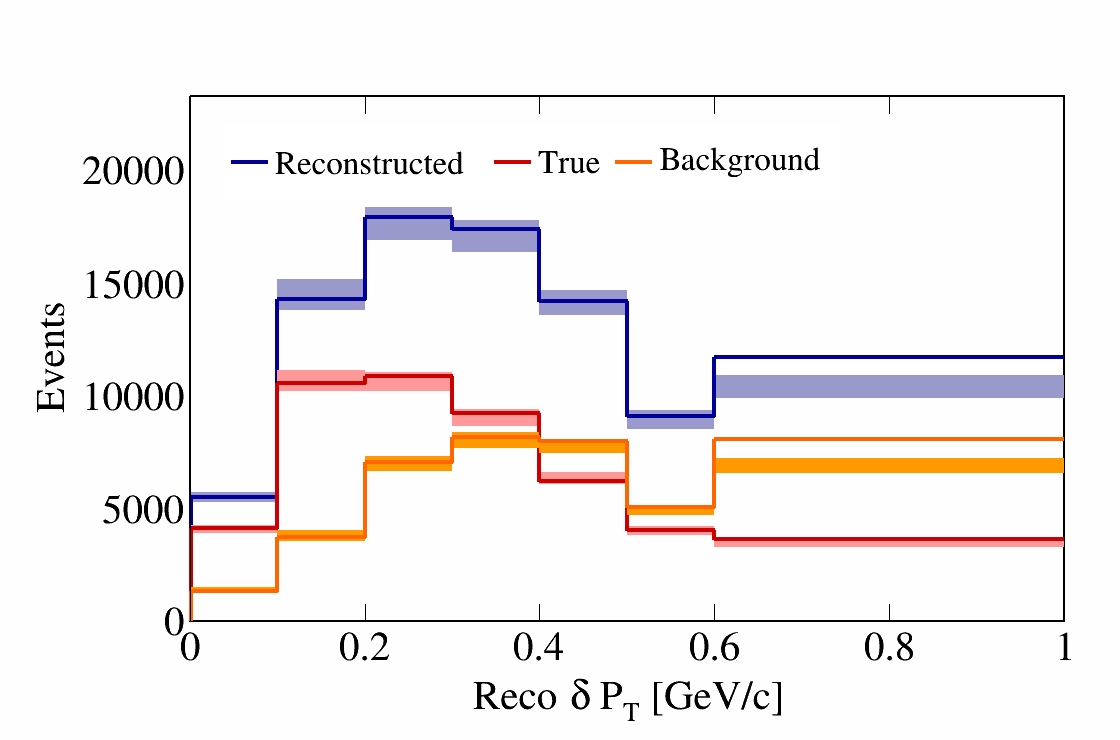 Reconstructed True Background
20000
15000
10000
5000
0
Events
0 0.2 0.4 0.6 0.8 1
Reco δ P_T [GeV/c]